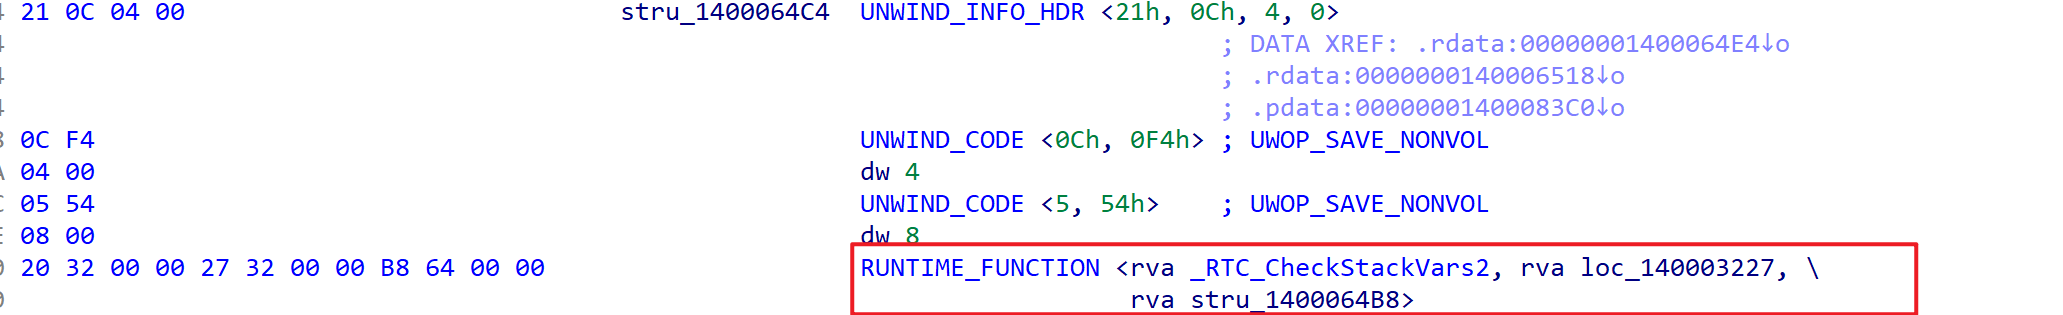 4 21 0C 04 00 stru_1400064C4 UNWIND_INFO_HDR <21h, 0Ch, 4, 0>
4 ; DATA XREF: .rdata:00000001400064E4↓o
4 ; .rdata:0000000140006518↓o
4 ; .pdata:00000001400083C0↓o
8 0C F4 UNWIND_CODE <0Ch, 0F4h> ; UWOP_SAVE_NONVOL
A 04 00 dw 4
C 05 54 UNWIND_CODE <5, 54h> ; UWOP_SAVE_NONVOL
E 08 00 dw 8
0 20 32 00 00 27 32 00 00 B8 64 00 00 RUNTIME_FUNCTION <rva _RTC_CheckStackVars2, rva loc_140003227, \
0 rva stru_1400064B8>